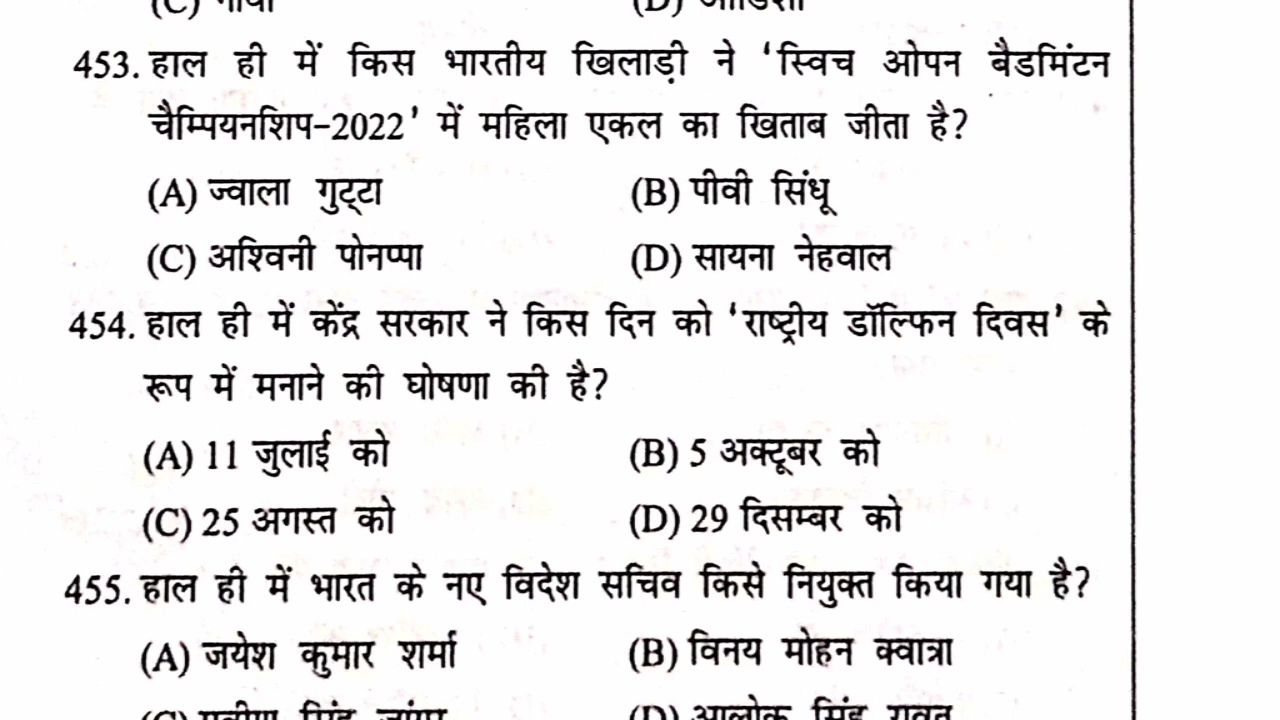 453. हाल ही में किस भारतीय खिलाड़ी ने ‘स्विच ओपन बैडमिंटन
चैम्पियनशिप-2022’ में महिला एकल का खिताब जीता है?
(A) ज्वाला गुट्टा (B) पीवी सिंधू
(C) अश्विनी पोनप्पा (D) सायना नेहवाल
454. हाल ही में केंद्र सरकार ने किस दिन को ‘राष्ट्रीय डॉल्फिन दिवस’ के
रूप में मनाने की घोषणा की है?
(A) 11 जुलाई को (B) 5 अक्टूबर को
(C) 25 अगस्त को (D) 29 दिसम्बर को
455. हाल ही में भारत के नए विदेश सचिव किसे नियुक्त किया गया है?
(A) जयेश कुमार शर्मा (B) विनय मोहन क्वात्रा
(D) आलोक सिंह